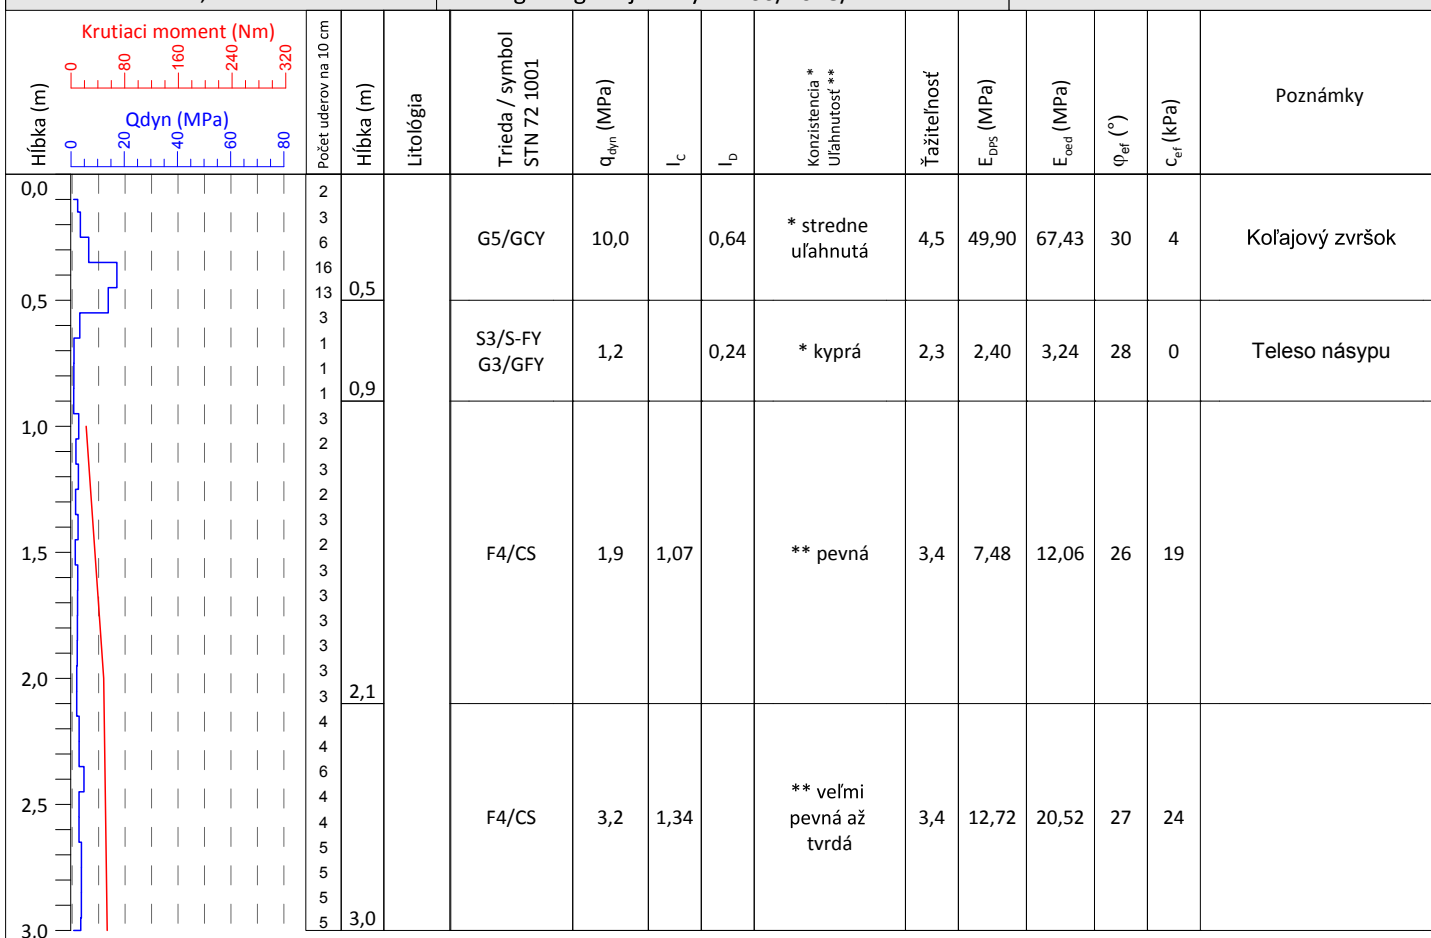 Krutiaci moment (Nm)
0 80 160 240 320
Qdyn (MPa)
0 20 40 60 80
Hĺbka (m)
Počet uderov na 10 cm
Hĺbka (m)
Litológia
Trieda / symbol
STN 72 1001
q dyn (MPa)
I C
I D
Konzistencia *
Uľahnutosť **
Ťažiteľnosť
E DPS (MPa)
E oed (MPa)
φ ef (°)
c ef (kPa)
Poznámky
0,0
0,5
1,0
1,5
2,0
2,5
3,0
2
3
6
16
13
3
1
1
1
3
2
3
2
3
2
3
3
3
3
3
3
4
4
6
4
4
5
5
5
5
0,5
0,9
2,1
3,0
G5/GCY 10,0 0,64 * stredne uľahnutá 4,5 49,90 67,43 30 4 Koľajový zvršok
S3/S-FY G3/GFY 1,2 0,24 * kyprá 2,3 2,40 3,24 28 0 Teleso násypu
F4/CS 1,9 1,07 ** pevná 3,4 7,48 12,06 26 19
F4/CS 3,2 1,34 ** veľmi pevná až tvrdá 3,4 12,72 20,52 27 24